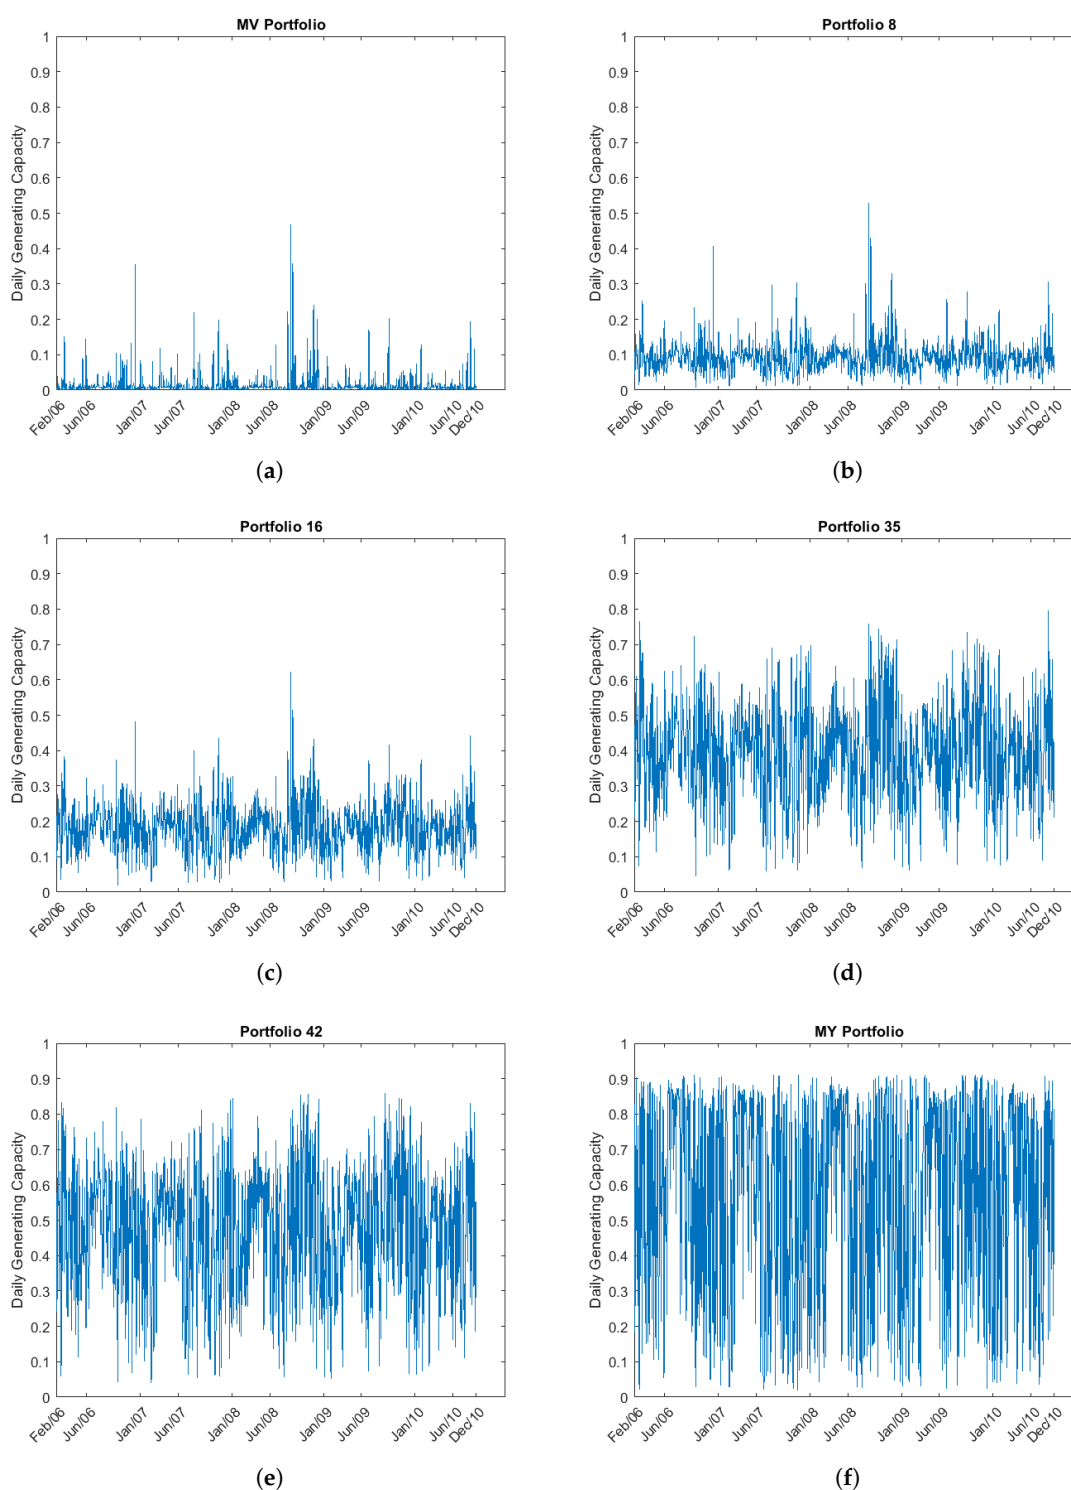 MV Portfolio
Daily Generating Capacity
1
0.9
0.8
0.7
0.6
0.5
0.4
0.3
0.2
0.1
0
Feb/06 Jun/06 Jan/07 Jun/07 Jan/08 Jun/08 Jan/09 Jun/09 Jan/10 Jun/10 Dec/10
(a)
Portfolio 8
Daily Generating Capacity
1
0.9
0.8
0.7
0.6
0.5
0.4
0.3
0.2
0.1
0
Feb/06 Jun/06 Jan/07 Jun/07 Jan/08 Jun/08 Jan/09 Jun/09 Jan/10 Jun/10 Dec/10
(b)
Portfolio 16
Daily Generating Capacity
1
0.9
0.8
0.7
0.6
0.5
0.4
0.3
0.2
0.1
0
Feb/06 Jun/06 Jan/07 Jun/07 Jan/08 Jun/08 Jan/09 Jun/09 Jan/10 Jun/10 Dec/10
(c)
Portfolio 35
Daily Generating Capacity
1
0.9
0.8
0.7
0.6
0.5
0.4
0.3
0.2
0.1
0
Feb/06 Jun/06 Jan/07 Jun/07 Jan/08 Jun/08 Jan/09 Jun/09 Jan/10 Jun/10 Dec/10
(d)
Portfolio 42
Daily Generating Capacity
1
0.9
0.8
0.7
0.6
0.5
0.4
0.3
0.2
0.1
0
Feb/06 Jun/06 Jan/07 Jun/07 Jan/08 Jun/08 Jan/09 Jun/09 Jan/10 Jun/10 Dec/10
(e)
MY Portfolio
Daily Generating Capacity
1
0.9
0.8
0.7
0.6
0.5
0.4
0.3
0.2
0.1
0
Feb/06 Jun/06 Jan/07 Jun/07 Jan/08 Jun/08 Jan/09 Jun/09 Jan/10 Jun/10 Dec/10
(f)